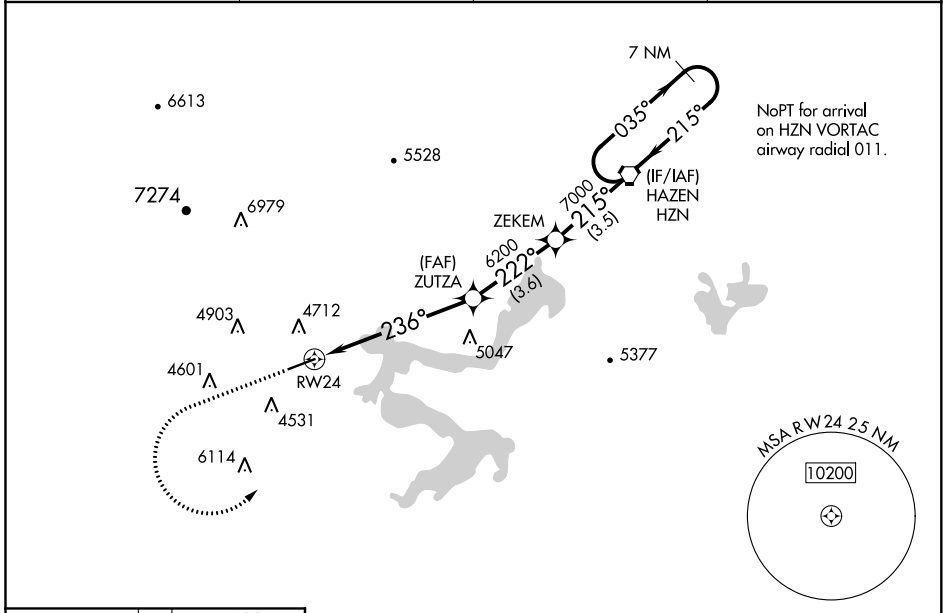 7 NM
035°
215°
NoPT for arrival
on HZN VORTAC
airway radial 011.
6613
5528
(IF/IAF)
HAZEN
HZN
7274
6979
7000
215°
(3.5)
ZEKEM
6200
222°
(3.6)
(FAF)
ZUTZA
4903
4712
236°
5047
5377
RW24
4601
4531
6114
MSA RW24 25 NM
10200